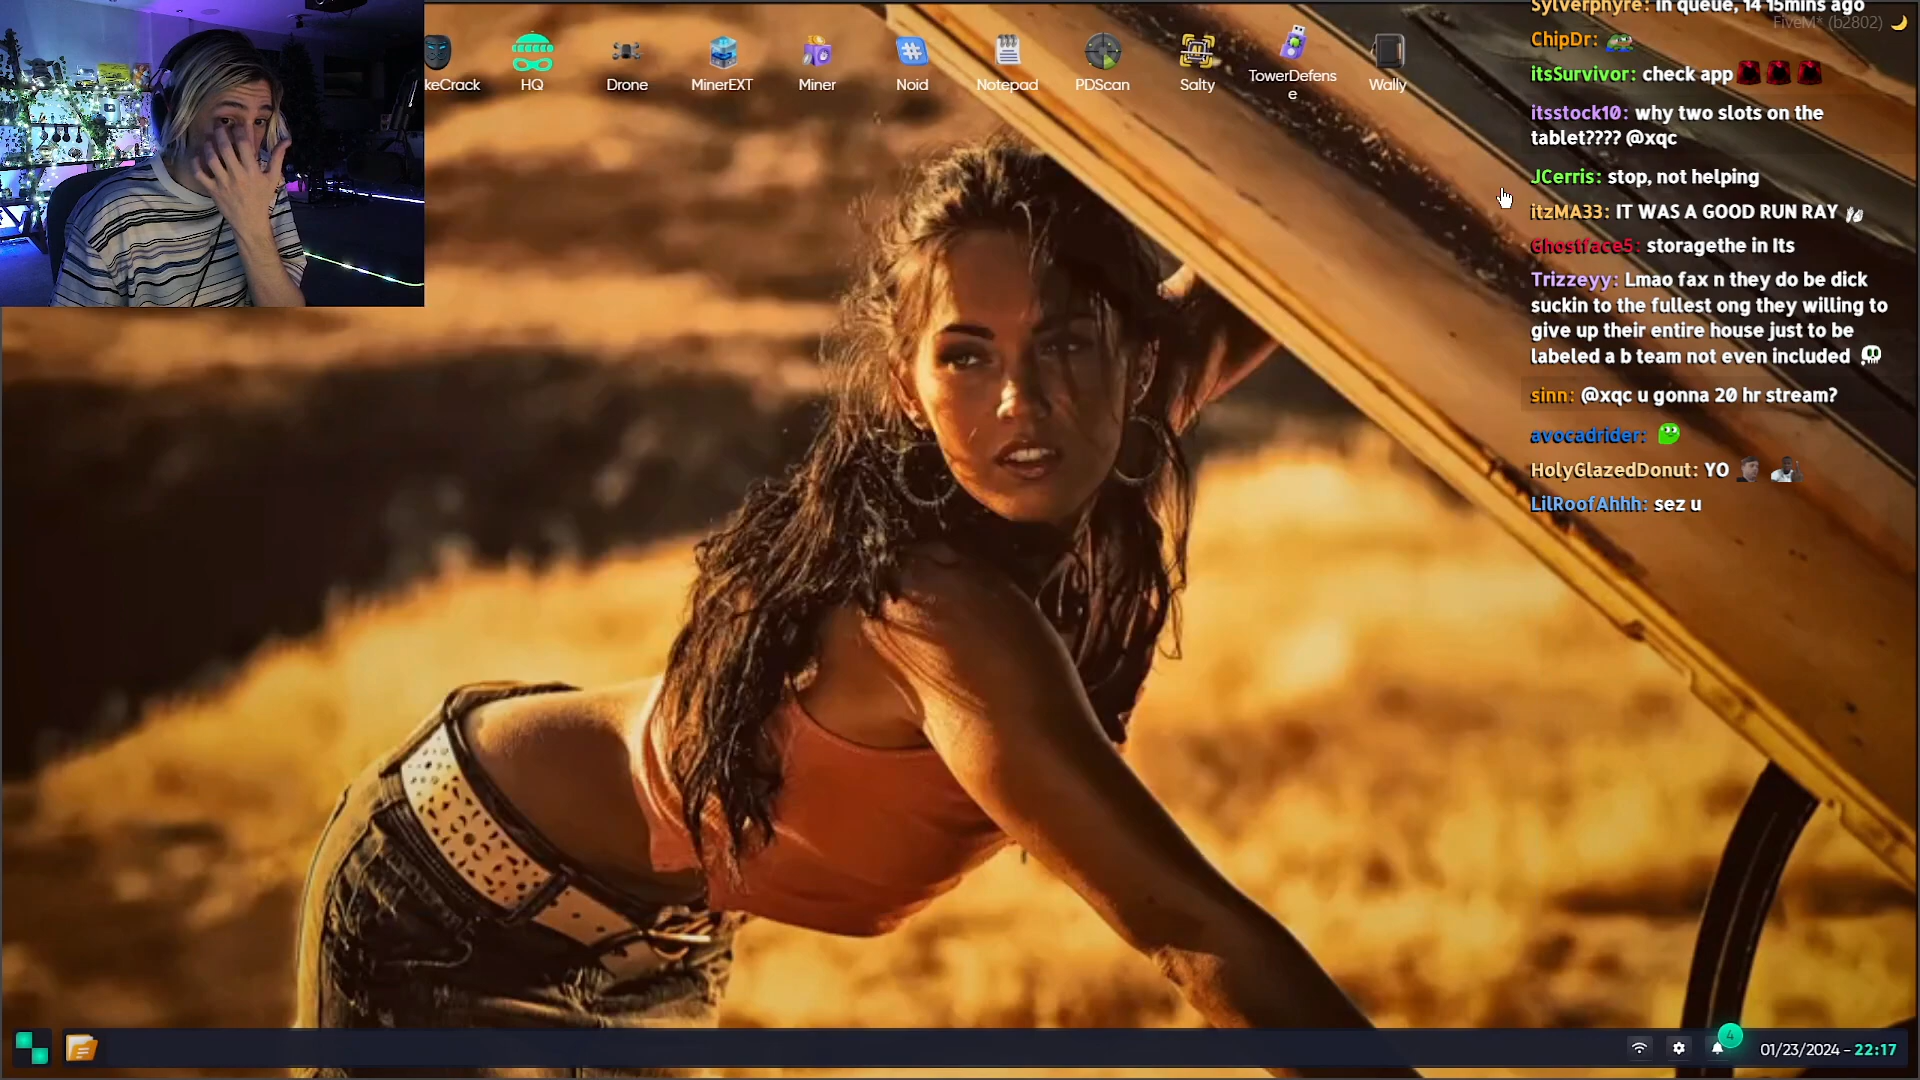 keCrack
HQ
Drone
MinerEXT
Miner
Noid
Notepad
PDScan
Salty
TowerDefens
e
Wally
Sylverphyre: in queue, 14 15mins ago
FiveM* (b2802)
ChipDr:
itsSurvivor: check app
itsstock10: why two slots on the
tablet???? @xqc
JCerris: stop, not helping
itzMA33: IT WAS A GOOD RUN RAY
Ghostface5: storagethe in lts
Trizzeyy: Lmao fax n they do be dick
suckin to the fullest ong they willing to
give up their entire house just to be
labeled a b team not even included
sinn: @xqc u gonna 20 hr stream?
avocadrider:
HolyGlazedDonut: YO
LilRoofAhhh: sez u
4
01/23/2024 - 22:17